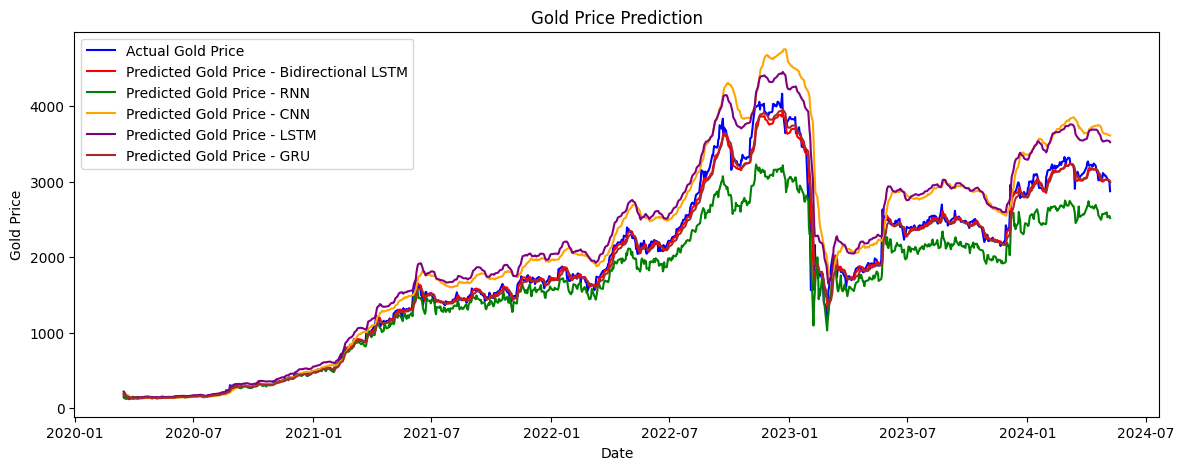 Gold Price Prediction
Actual Gold Price
Predicted Gold Price - Bidirectional LSTM
Predicted Gold Price - RNN
Predicted Gold Price - CNN
Predicted Gold Price - LSTM
Predicted Gold Price - GRU
Gold Price
4000
3000
2000
1000
0
2020-01 2020-07 2021-01 2021-07 2022-01 2022-07 2023-01 2023-07 2024-01 2024-07
Date